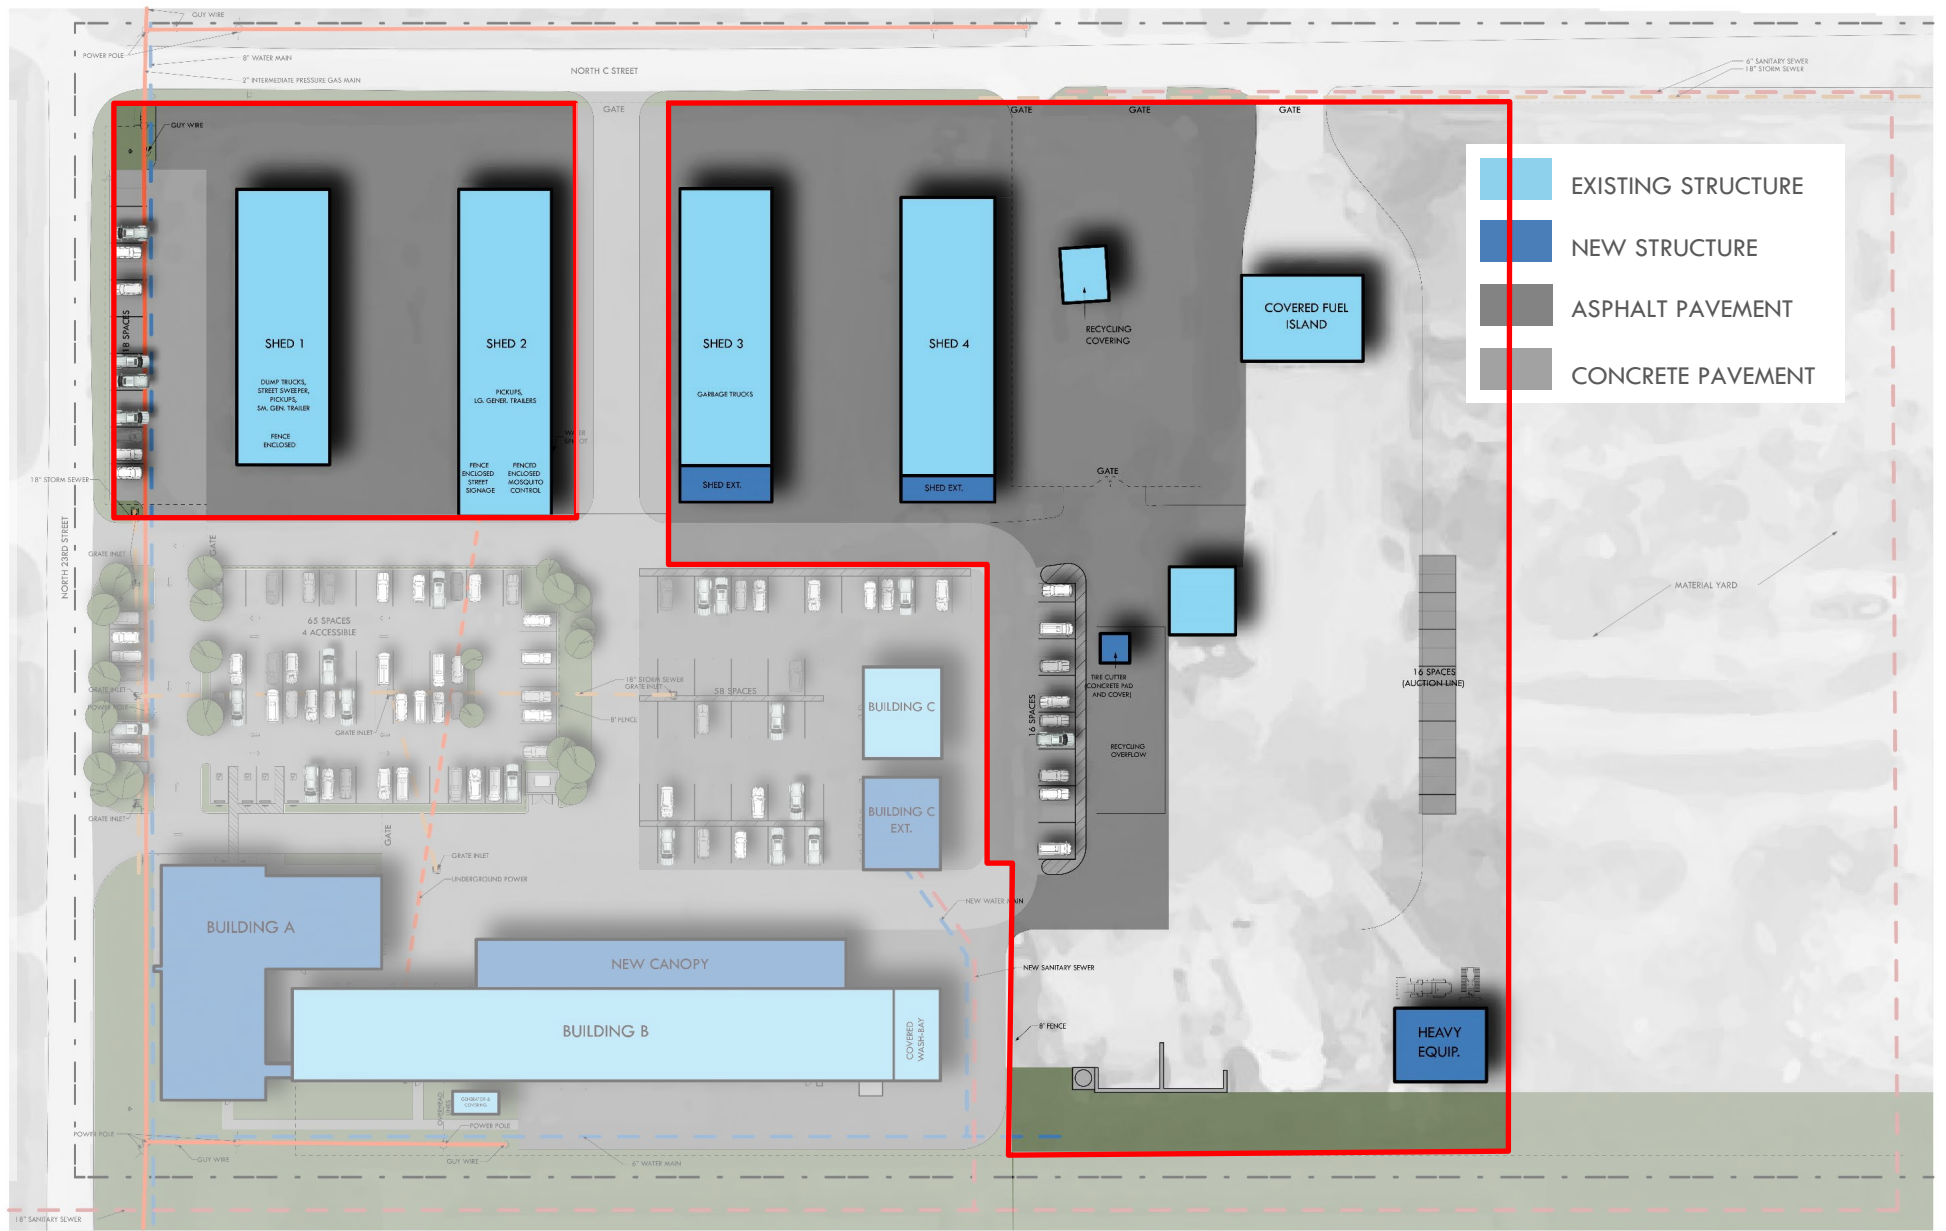 GUY WIRE
POWER POLE
8" WATER MAIN
2" INTERMEDIATE PRESSURE GAS MAIN
NORTH C STREET
6" SANITARY SEWER
18" STORM SEWER
GATE
GATE
GATE
GATE
GUY WIRE
EXISTING STRUCTURE
NEW STRUCTURE
ASPHALT PAVEMENT
CONCRETE PAVEMENT
18 SPACES
SHED 1
DUMP TRUCKS,
STREET SWEEPER,
PICKUPS,
SM. GEN. TRAILER
FENCE
ENCLOSED
SHED 2
PICKUPS,
LG. GENER. TRAILERS
FENCE
ENCLOSED
STREET
SIGNAGE
FENCED
ENCLOSED
MOSQUITO
CONTROL
SHED 3
GARBAGE TRUCKS
SHED EXT.
SHED 4
SHED EXT.
RECYCLING
COVERING
COVERED FUEL
ISLAND
GATE
18" STORM SEWER
NORTH 23RD STREET
GRATE INLET
GATE
65 SPACES
4 ACCESSIBLE
GRATE INLET
POWER POLE
GRATE INLET
18" STORM SEWER
GRATE INLET
8' FENCE
58 SPACES
BUILDING C
BUILDING C
EXT.
16 SPACES
TIRE CUTTER
(CONCRETE PAD
AND COVER)
RECYCLING
OVERFLOW
16 SPACES
(AUCTION LINE)
MATERIAL YARD
GRATE INLET
GATE
GRATE INLET
UNDERGROUND POWER
NEW WATER MAIN
BUILDING A
NEW CANOPY
NEW SANITARY SEWER
BUILDING B
COVERED
WASH-BAY
8' FENCE
HEAVY
EQUIP.
GENERATOR &
COVERING
OVERHEAD
LINES
POWER POLE
POWER POLE
GUY WIRE
GUY WIRE
6" WATER MAIN
18" SANITARY SEWER